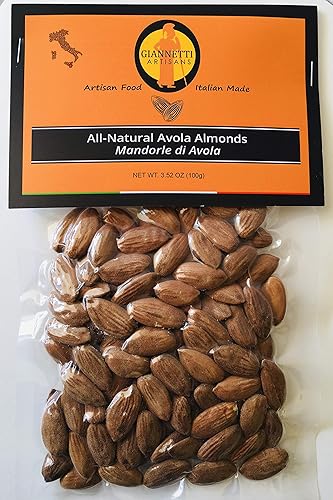 GIANNETTI
ARTISANS
Artisan Food Italian Made
All-Natural Avola Almonds
Mandorle di Avola
NET WT. 3.52 OZ (100g)